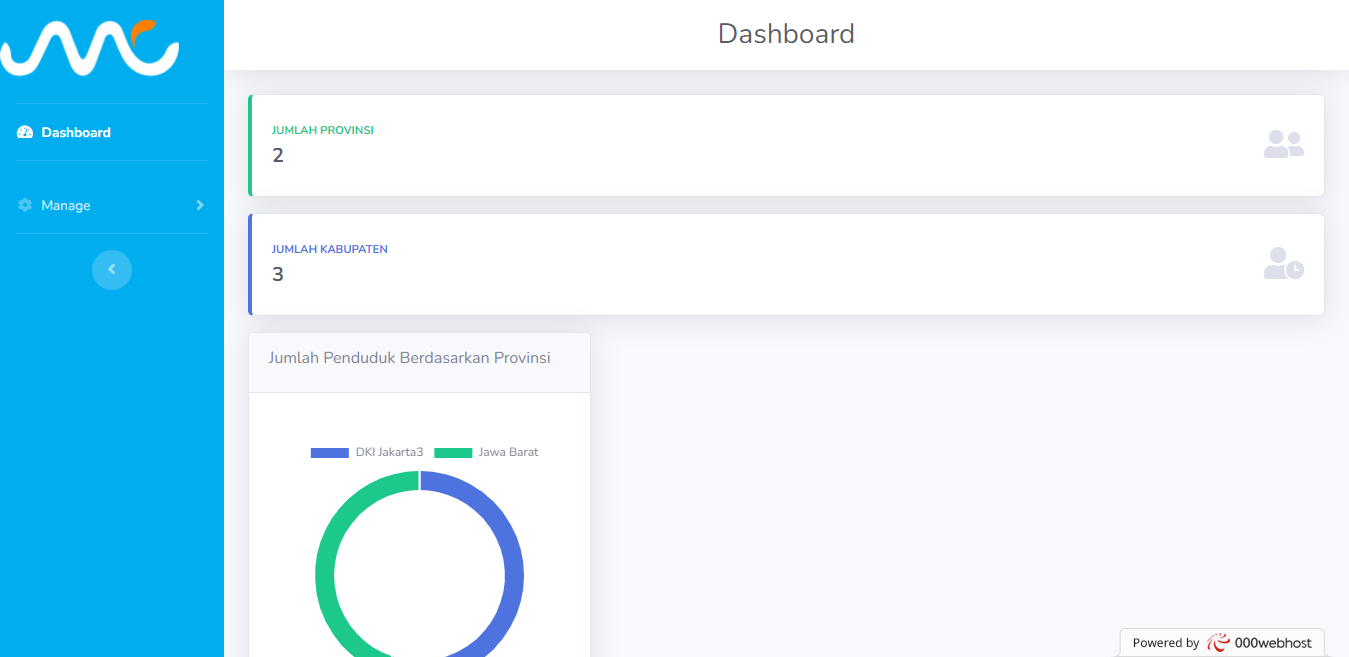 Dashboard
Dashboard
Manage
JUMLAH PROVINSI
2
JUMLAH KABUPATEN
3
Jumlah Penduduk Berdasarkan Provinsi
DKI Jakarta3 Jawa Barat
Powered by 000webhost